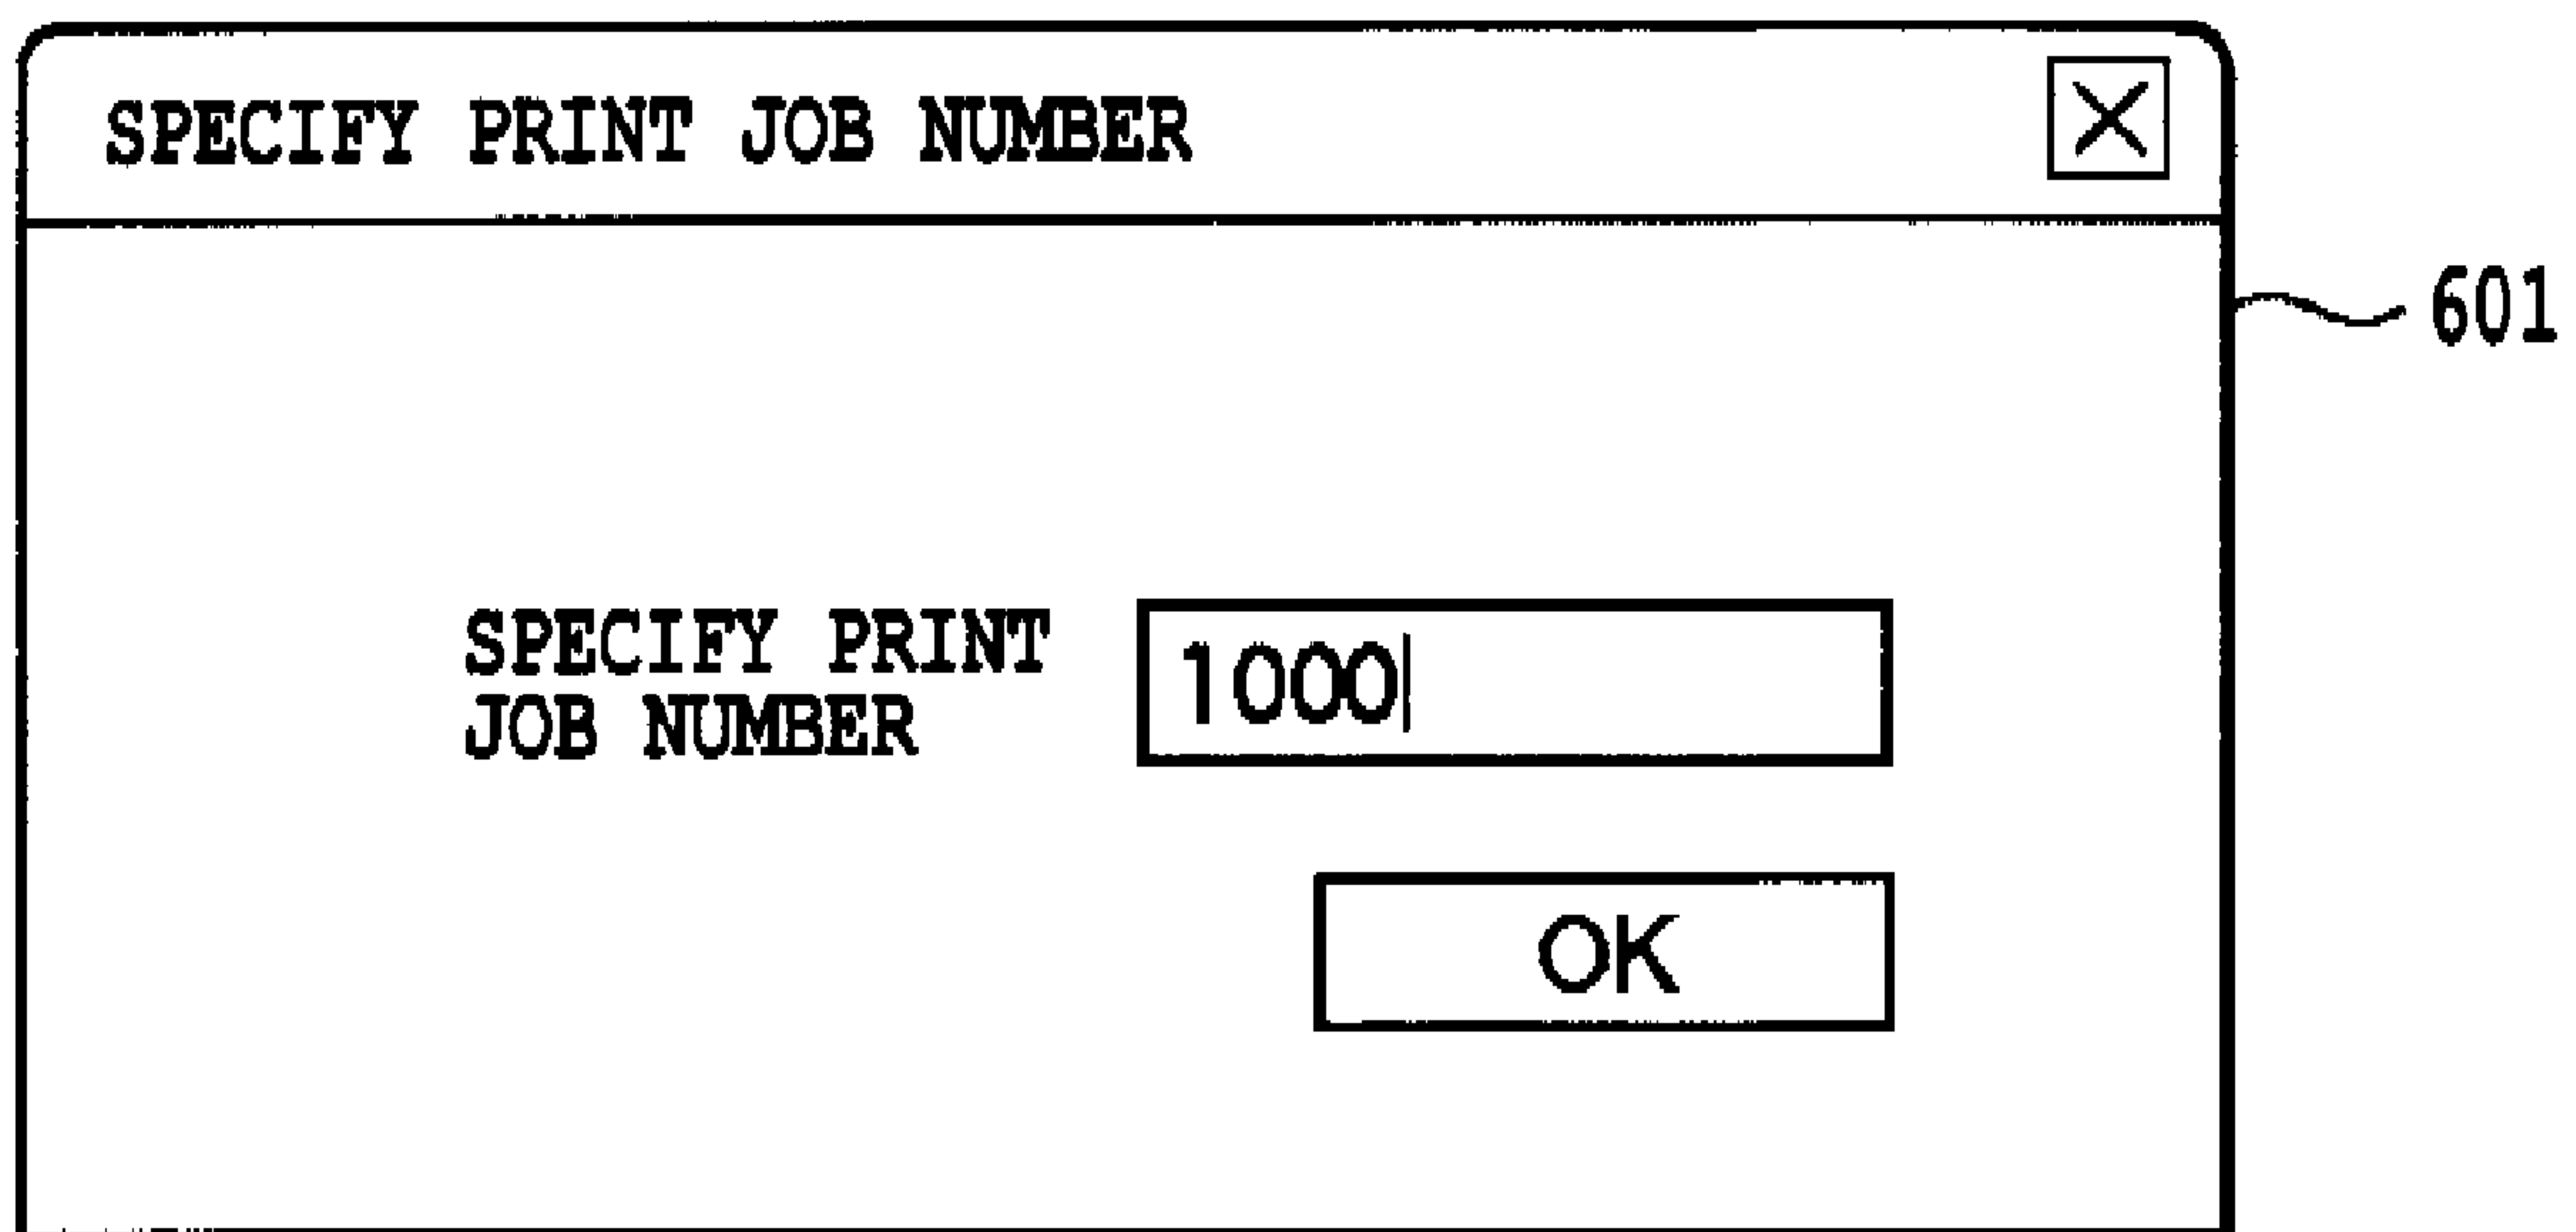 SPECIFY PRINT JOB NUMBER
601
SPECIFY PRINT
JOB NUMBER
1000
OK